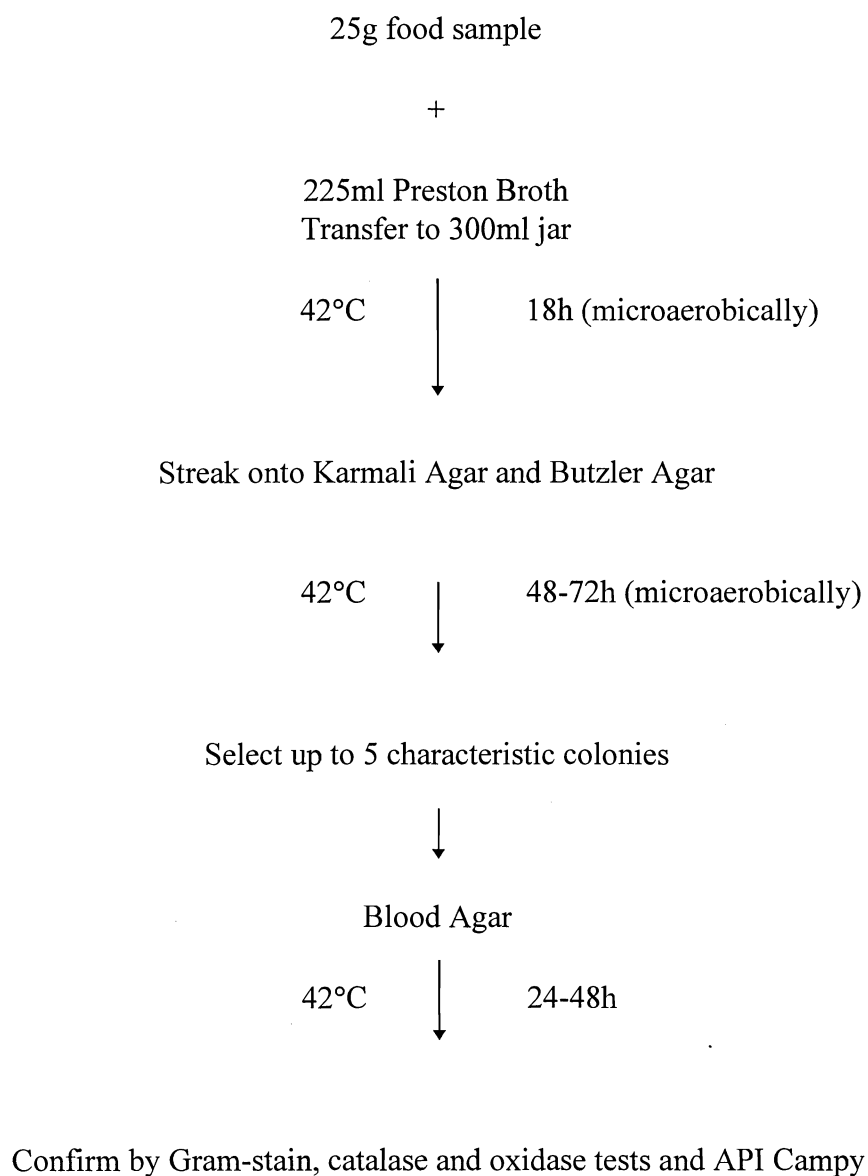 25g food sample
+
225ml Preston Broth
Transfer to 300ml jar
42°C 18h (microaerobically)
Streak onto Karmali Agar and Butzler Agar
42°C 48-72h (microaerobically)
Select up to 5 characteristic colonies
Blood Agar
42°C 24-48h
Confirm by Gram-stain, catalase and oxidase tests and API Campy